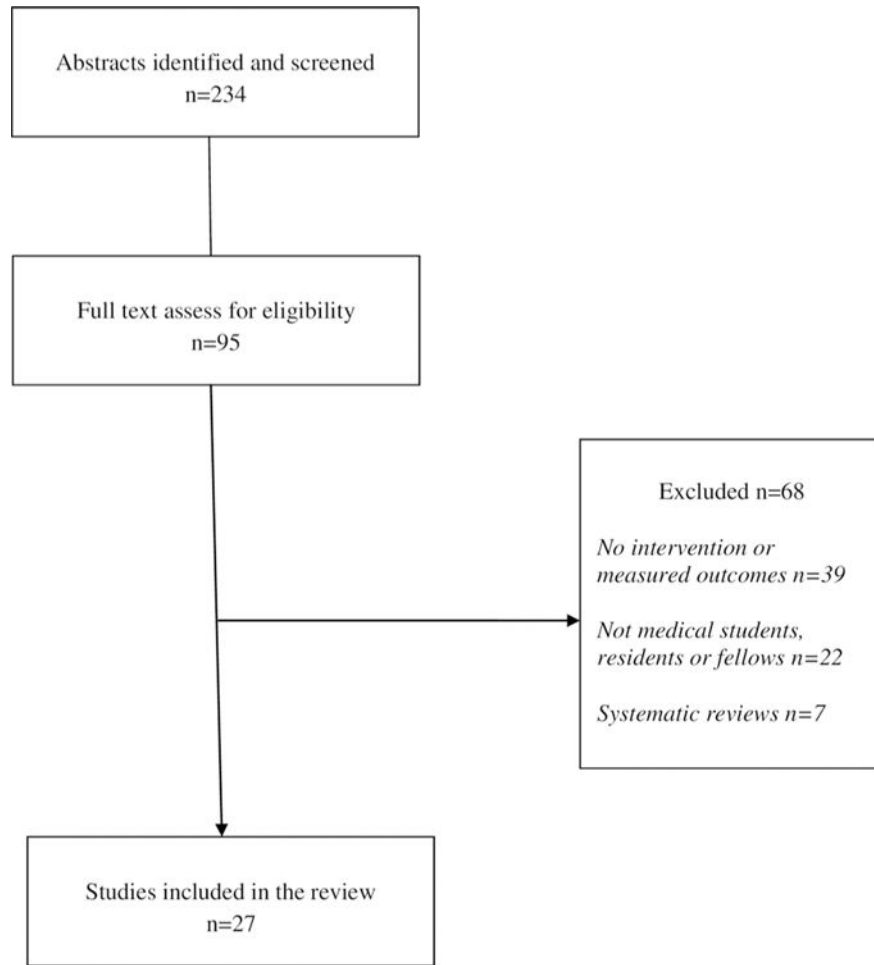 Abstracts identified and screened
n=234
Full text assess for eligibility
n=95
Excluded n=68
No intervention or
measured outcomes n=39
Not medical students,
residents or fellows n=22
Systematic reviews n=7
Studies included in the review
n=27